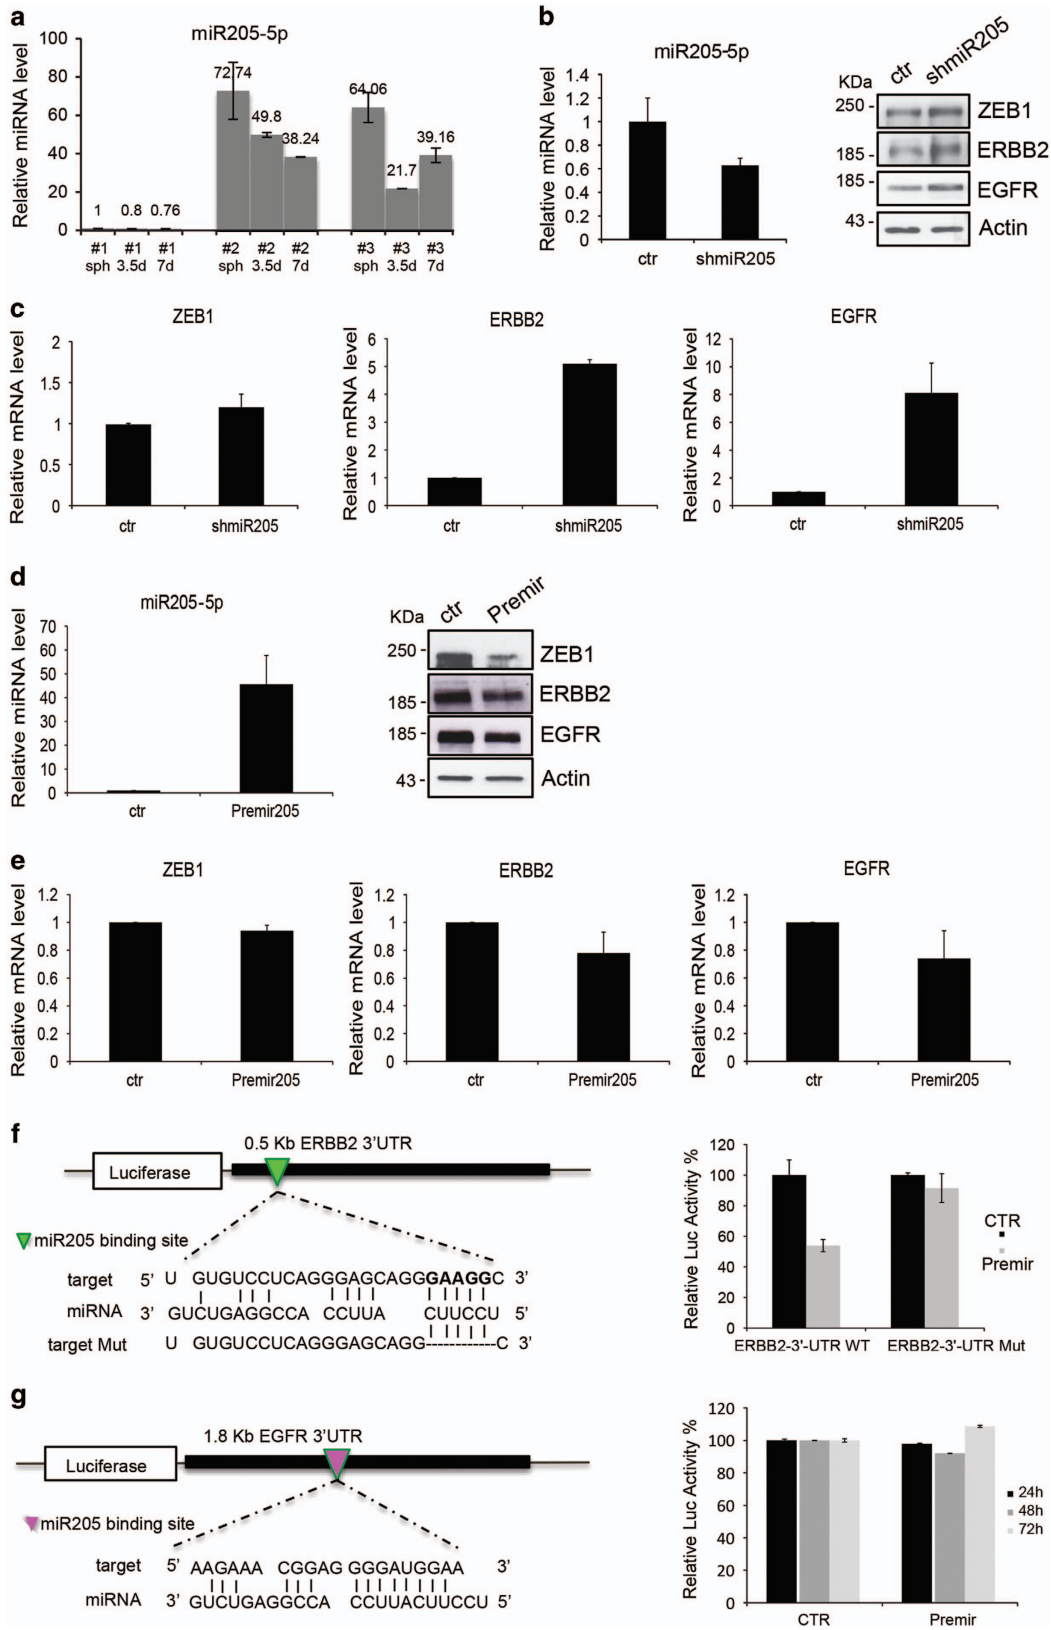 a
miR205-5p
Relative miRNA level
100
80
60
40
20
0
1
0.8
0.76
72.74
49.8
38.24
64.06
21.7
39.16
#1 #1 #1 #2 #2 #2 #3 #3 #3
sph 3.5d 7d sph 3.5d 7d sph 3.5d 7d
b
miR205-5p
Relative miRNA level
1.4
1.2
1
0.8
0.6
0.4
0.2
0
ctr shmiR205
KDa ctr shmiR205
250 - ZEB1
185 - ERBB2
185 - EGFR
43 - Actin
c
ZEB1
Relative mRNA level
2
1.5
1
0.5
0
ctr shmiR205
ERBB2
Relative mRNA level
6
5
4
3
2
1
0
ctr shmiR205
EGFR
Relative mRNA level
12
10
8
6
4
2
0
ctr shmiR205
d
miR205-5p
Relative miRNA level
70
60
50
40
30
20
10
0
ctr Premir205
KDa ctr Premir
250 - ZEB1
185 - ERBB2
185 - EGFR
43 - Actin
e
ZEB1
Relative mRNA level
1.2
1
0.8
0.6
0.4
0.2
0
ctr Premir205
ERBB2
Relative mRNA level
1.2
1
0.8
0.6
0.4
0.2
0
ctr Premir205
EGFR
Relative mRNA level
1.2
1
0.8
0.6
0.4
0.2
0
ctr Premir205
f
0.5 Kb ERBB2 3'UTR
Luciferase
miR205 binding site
target 5' U GUGUCCUCAGGGAGCAGGGAAGGC 3'
miRNA 3' GUCUGAGGCCA CCUUA CUUCCU 5'
target Mut U GUGUCCUCAGGGAGCAGG------------C 3'
Relative Luc Activity %
120
100
80
60
40
20
0
ERBB2-3'-UTR WT ERBB2-3'-UTR Mut
CTR
Premir
g
1.8 Kb EGFR 3'UTR
Luciferase
miR205 binding site
target 5' AAGAAA CGGAG GGGAUGGAA 3'
miRNA 3' GUCUGAGGCCA CCUUACUUCCU 5'
Relative Luc Activity %
120
100
80
60
40
20
0
CTR Premir
24h
48h
72h